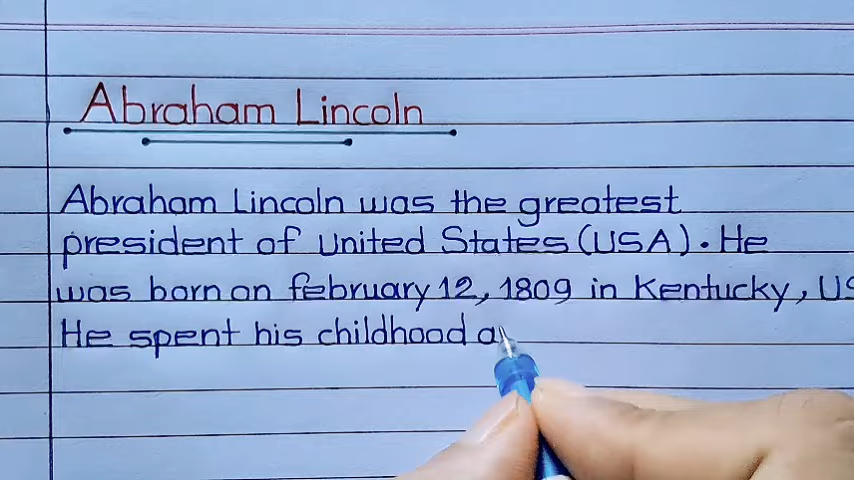 Abraham Lincoln
Abraham Lincoln was the greatest
president of United States (USA). He
was born on february 12, 1809 in Kentucky, US
He spent his childhood a